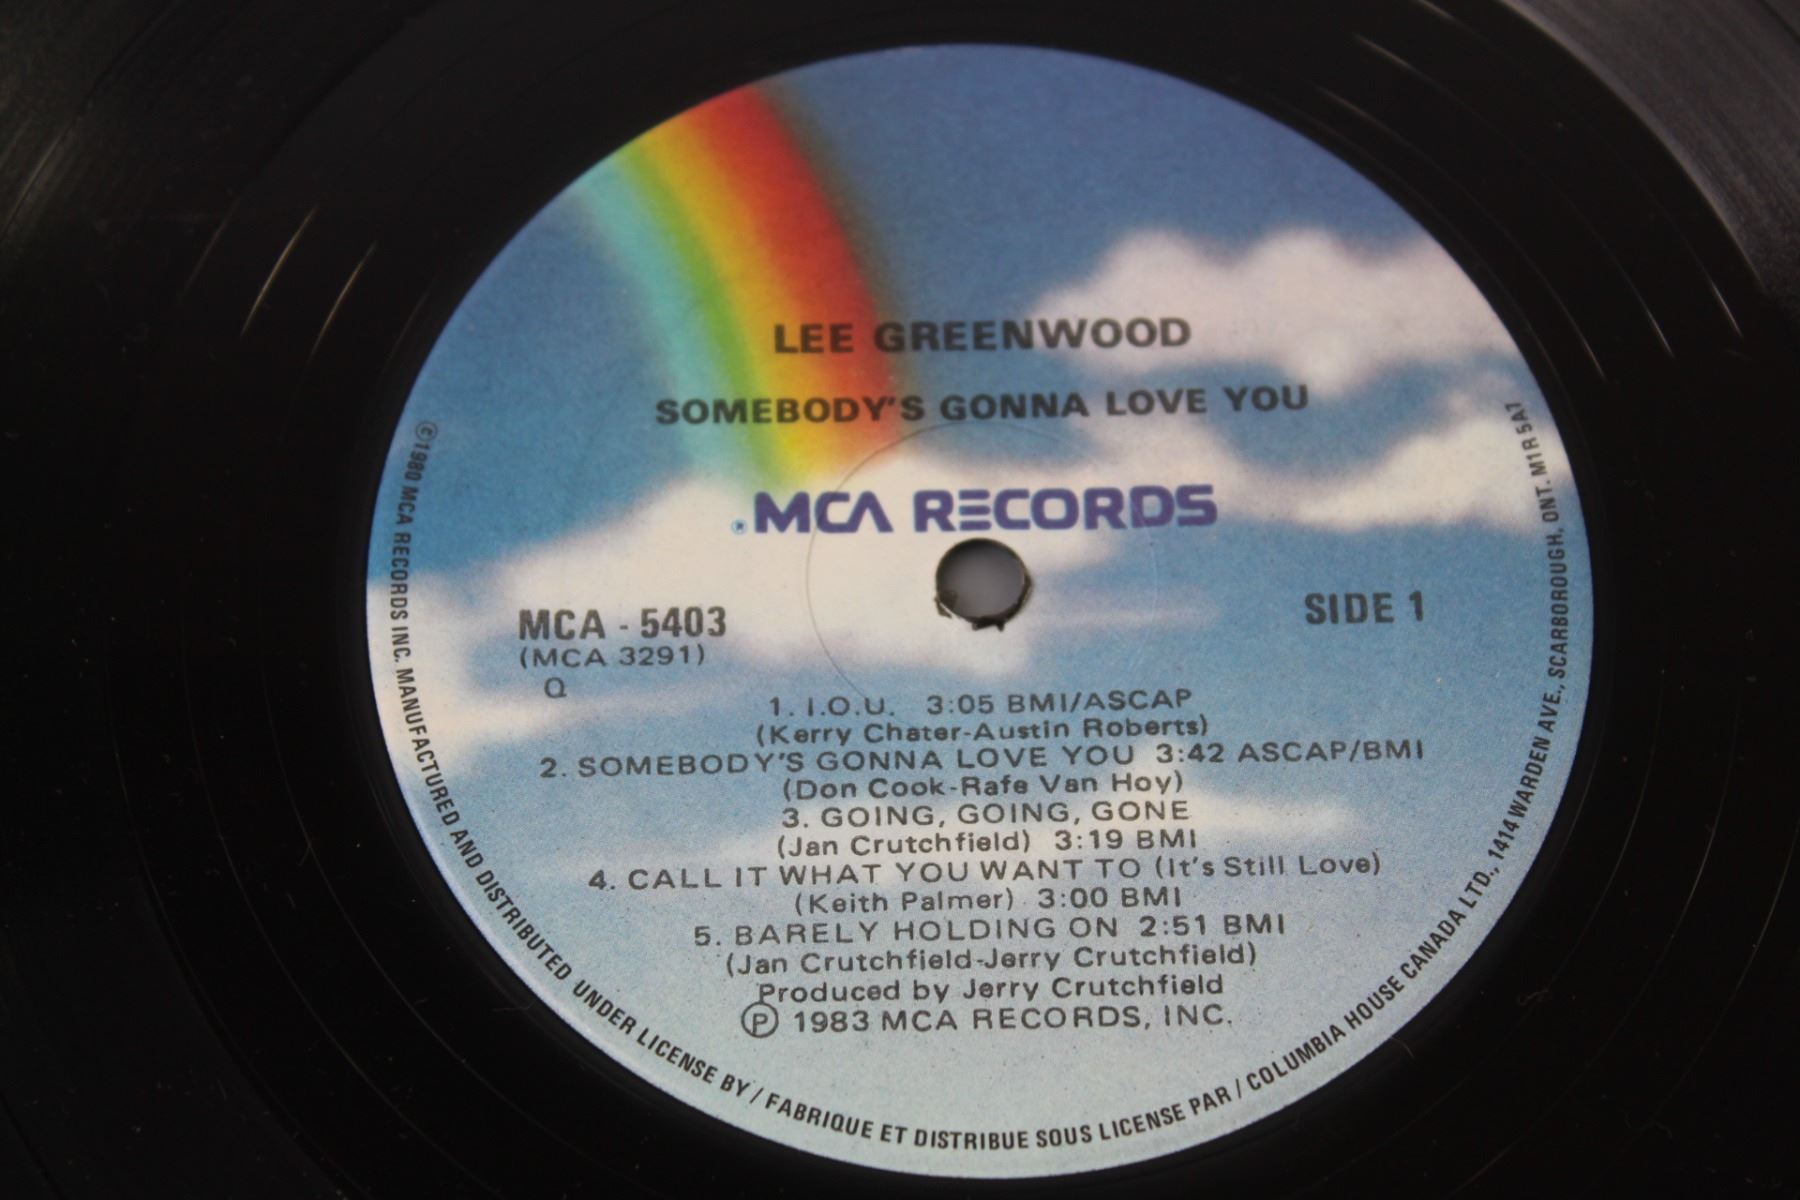 LEE GREENWOOD
SOMEBODY'S GONNA LOVE YOU
® MCA RECORDS
MCA - 5403
(MCA 3291)
Q
SIDE 1
1. I.O.U. 3:05 BMI/ASCAP
(Kerry Chater-Austin Roberts)
2. SOMEBODY'S GONNA LOVE YOU 3:42 ASCAP/BMI
(Don Cook-Rafe Van Hoy)
3. GOING, GOING, GONE
(Jan Crutchfield) 3:19 BMI
4. CALL IT WHAT YOU WANT TO (It's Still Love)
(Keith Palmer) 3:00 BMI
5. BARELY HOLDING ON 2:51 BMI
(Jan Crutchfield-Jerry Crutchfield)
Produced by Jerry Crutchfield
Ⓟ 1983 MCA RECORDS, INC.
©1980 MCA RECORDS INC. MANUFACTURED AND DISTRIBUTED UNDER LICENSE BY / FABRIQUE ET DISTRIBUE SOUS LICENSE PAR / COLUMBIA HOUSE CANADA LTD., 1414 WARDEN AVE., SCARBOROUGH, ONT. M1R 5A7